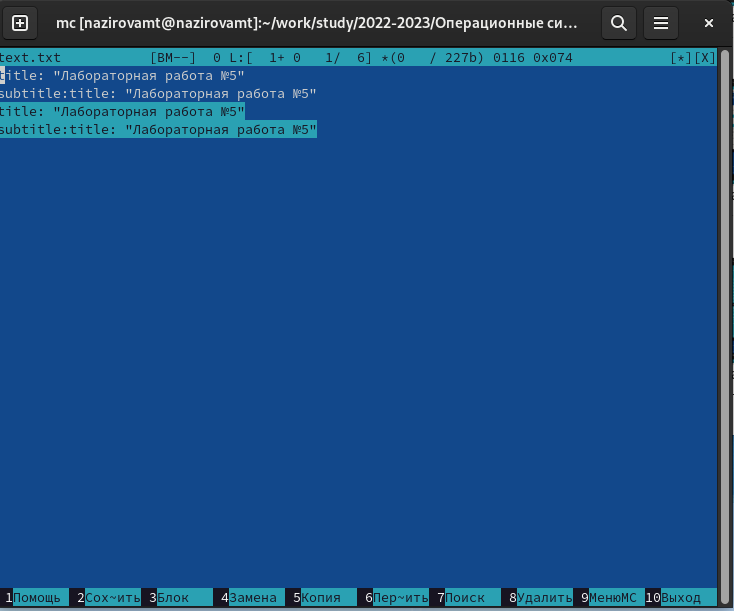 mc [nazirovamt@nazirovamt]:~/work/study/2022-2023/Операционные си...
text.txt [BM--] 0 L:[ 1+ 0 1/ 6] *(0 / 227b) 0116 0x074 [*][X]
title: "Лабораторная работа №5"
subtitle:title: "Лабораторная работа №5"
title: "Лабораторная работа №5"
subtitle:title: "Лабораторная работа №5"
1Помощь 2Сох~ить 3Блок 4Замена 5Копия 6Пер~ить 7Поиск 8Удалить 9МенюMC 10Выход